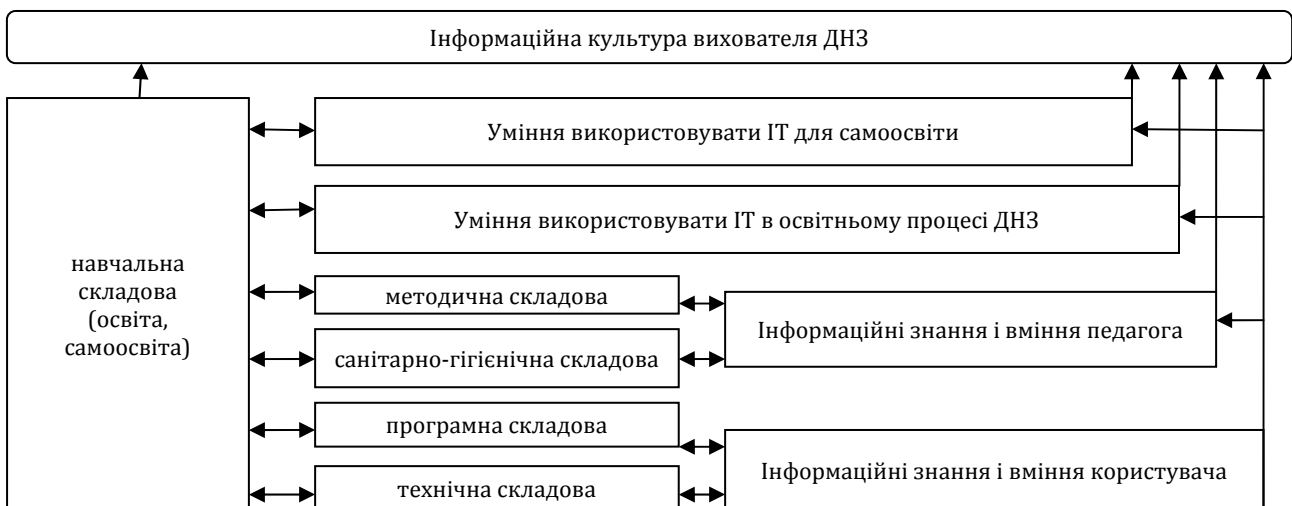 Інформаційна культура вихователя ДНЗ
Уміння використовувати ІТ для самоосвіти
Уміння використовувати ІТ в освітньому процесі ДНЗ
навчальна
складова
(освіта,
самоосвіта)
методична складова
Інформаційні знання і вміння педагога
санітарно-гігієнічна складова
програмна складова
Інформаційні знання і вміння користувача
технічна складова